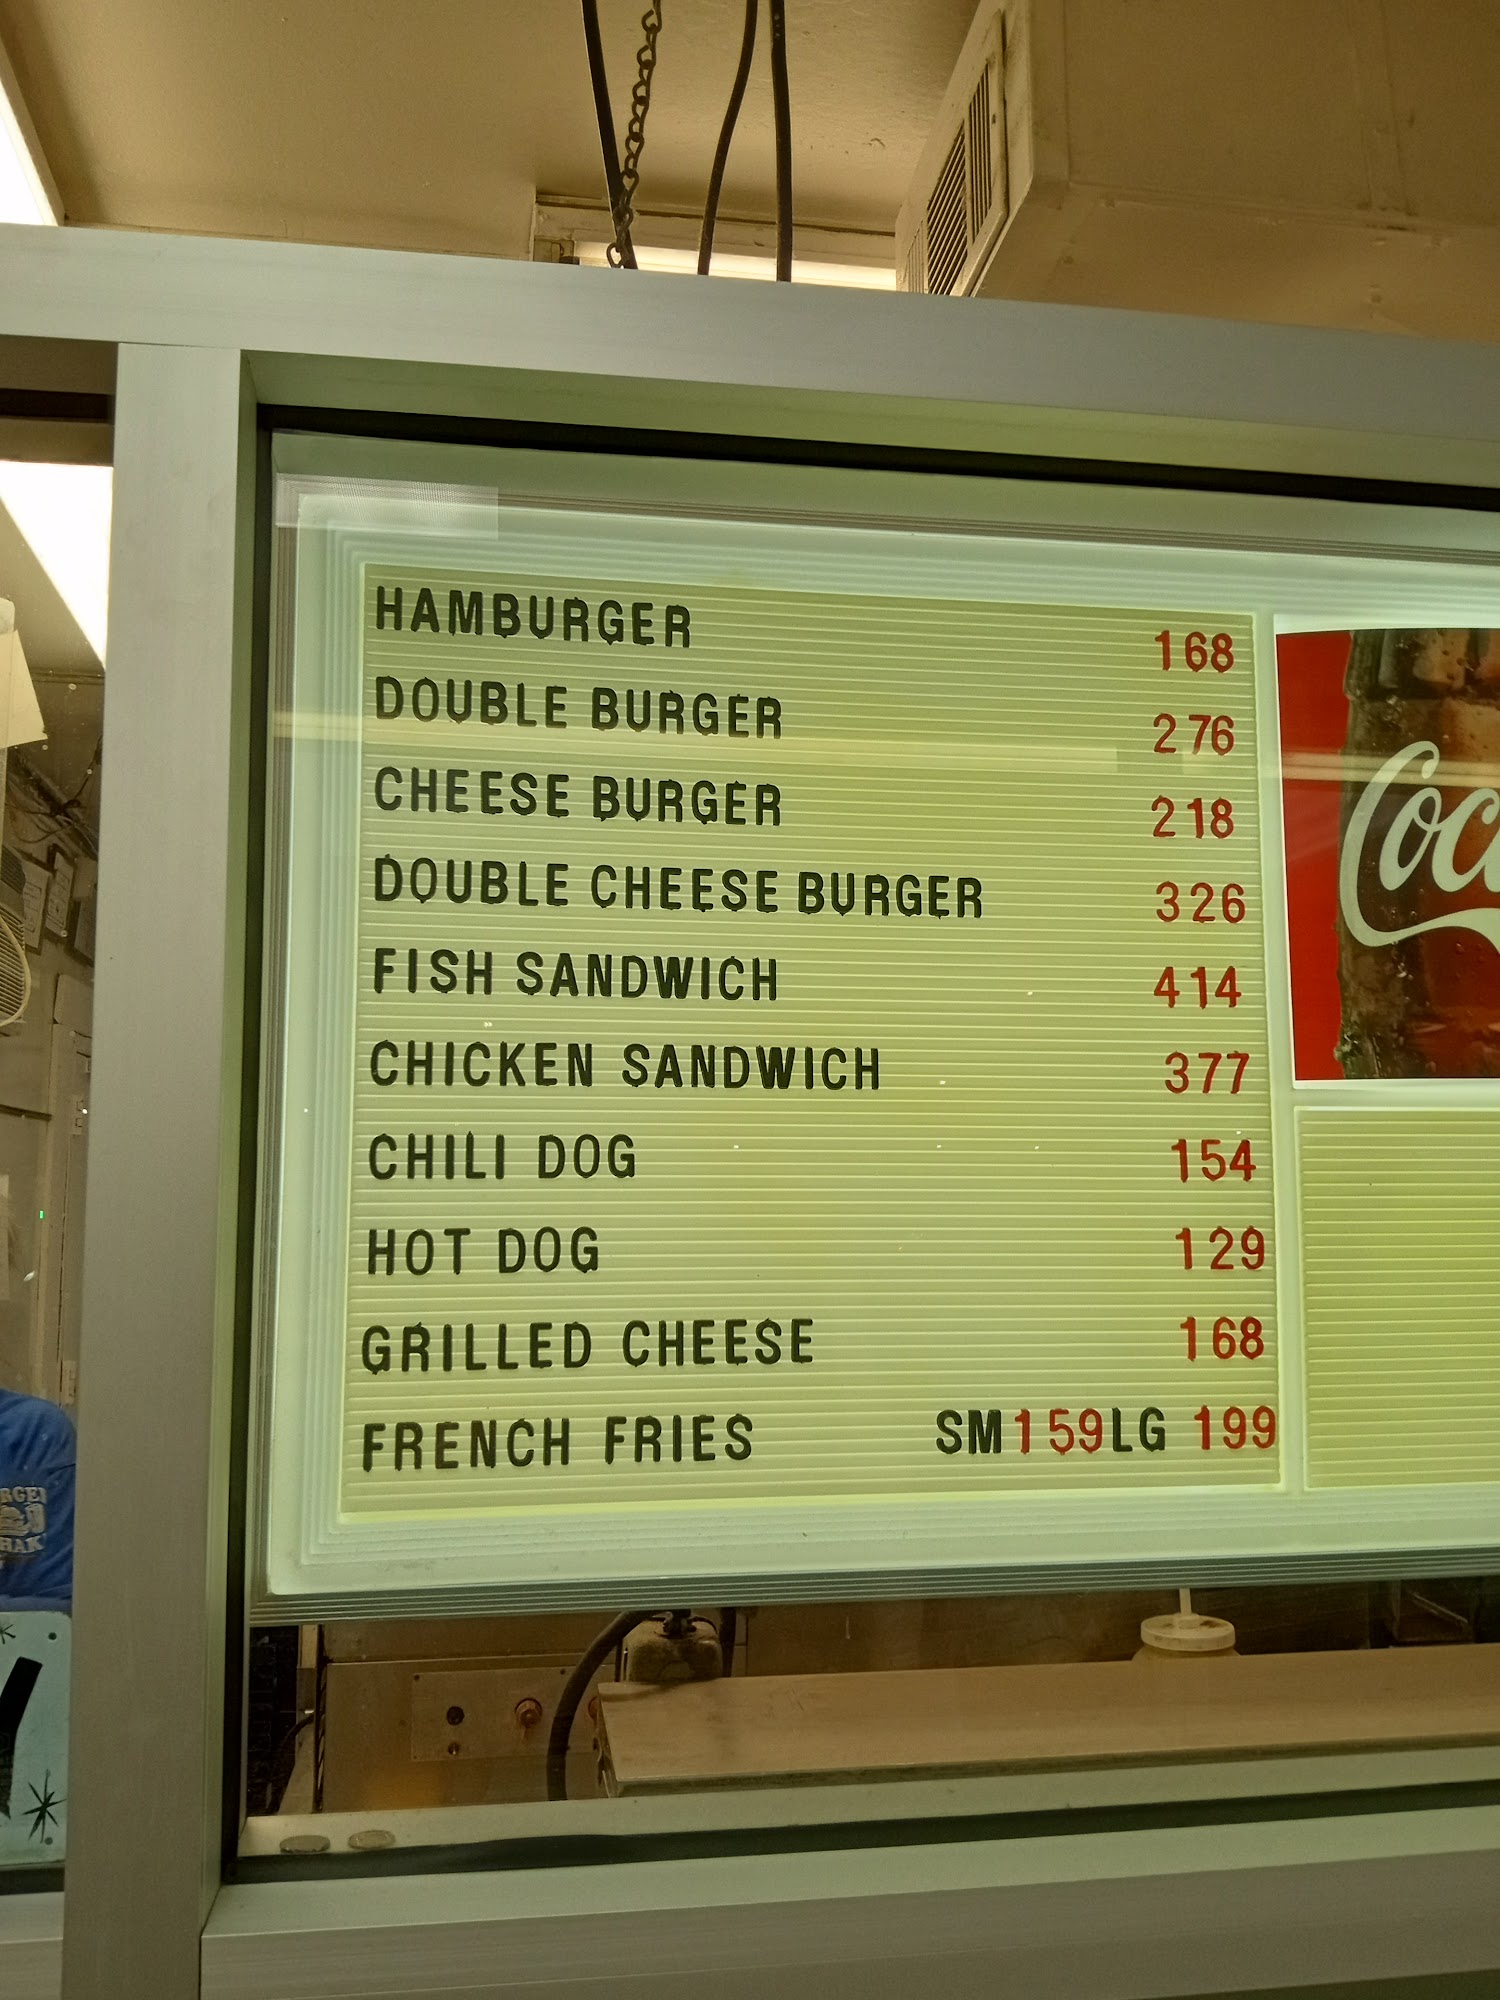 HAMBURGER 168
DOUBLE BURGER 276
CHEESE BURGER 218
DOUBLE CHEESE BURGER 326
FISH SANDWICH 414
CHICKEN SANDWICH 377
CHILI DOG 154
HOT DOG 129
GRILLED CHEESE 168
FRENCH FRIES SM 159 LG 199
Coca